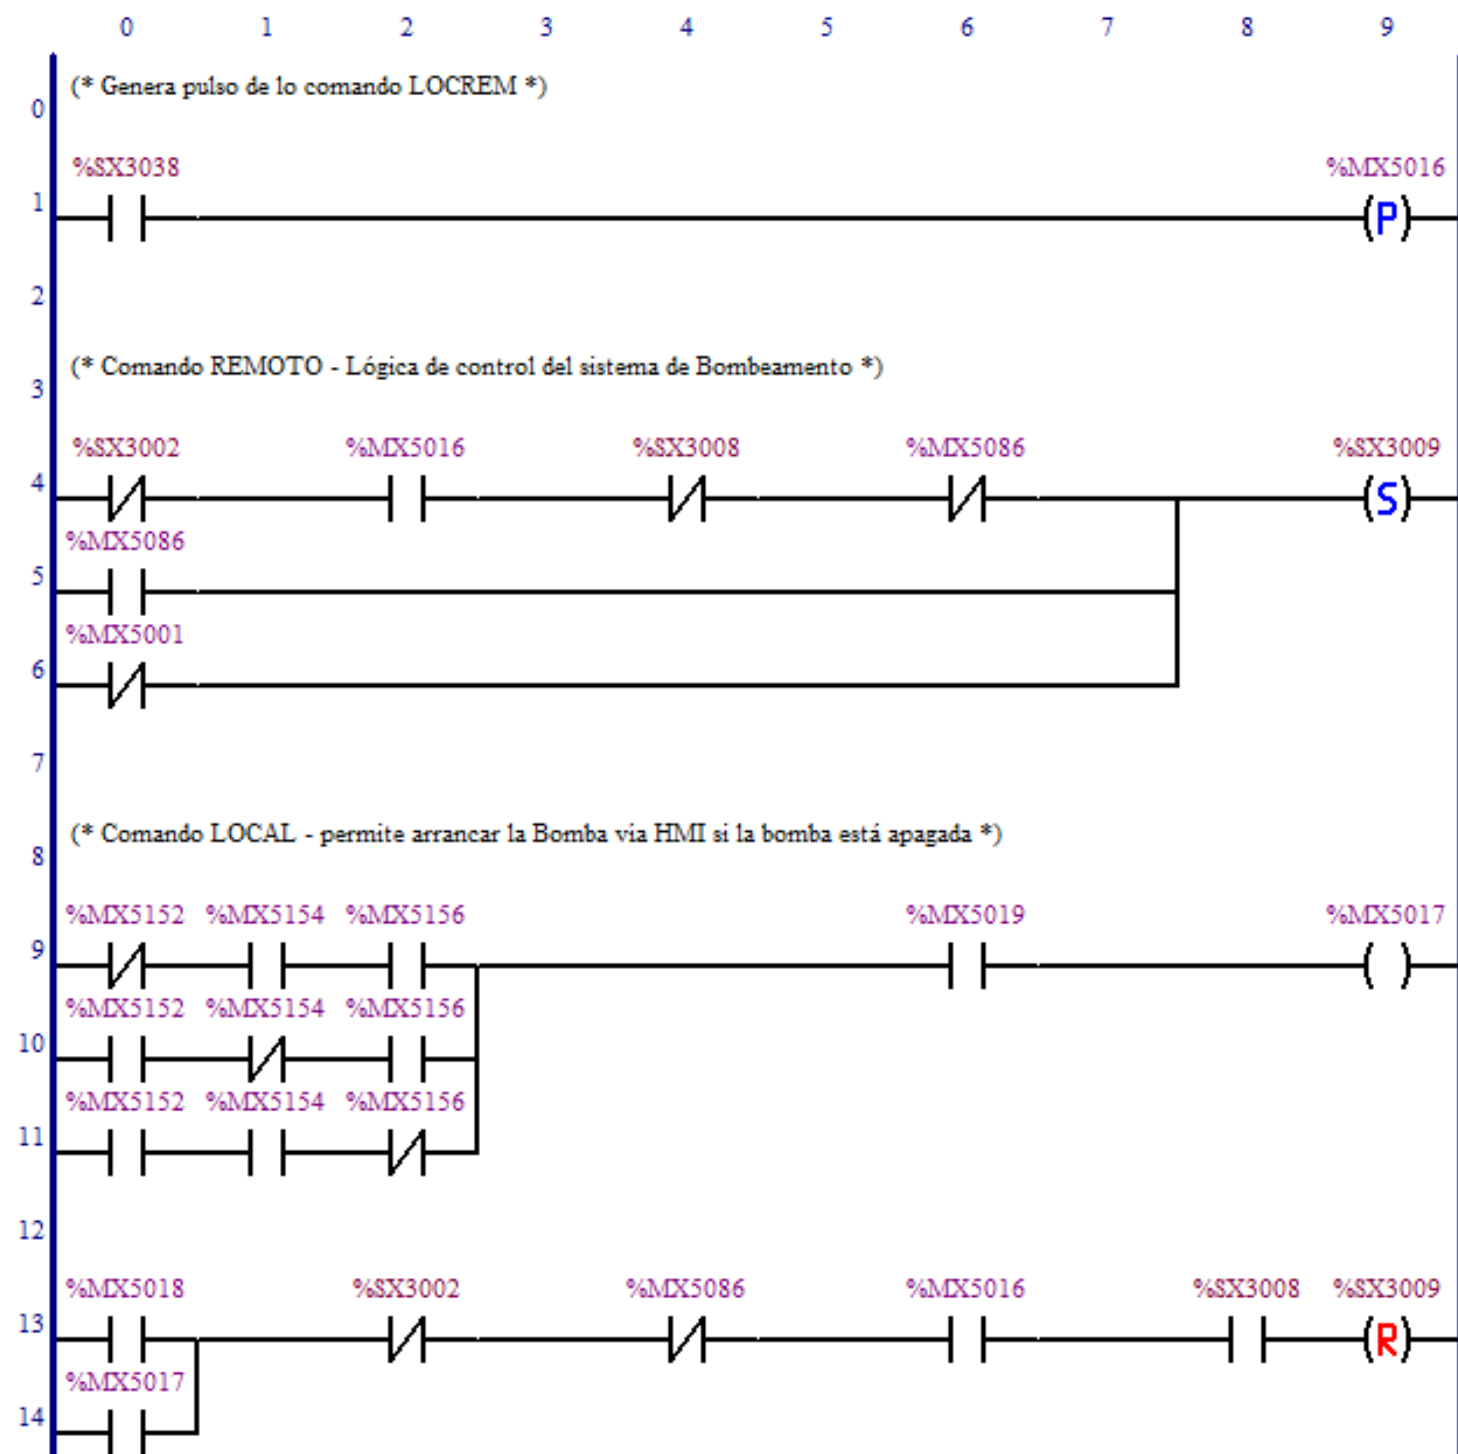 0 1 2 3 4 5 6 7 8 9
(* Genera pulso de lo comando LOCREM *)
0
%SX3038 %MX5016
1
(P)
2
(* Comando REMOTO - Lógica de control del sistema de Bombeamento *)
3
%SX3002 %MX5016 %SX3008 %MX5086 %SX3009
4
(S)
%MX5086
5
%MX5001
6
7
(* Comando LOCAL - permite arrancar la Bomba via HMI si la bomba está apagada *)
8
%MX5152 %MX5154 %MX5156 %MX5019 %MX5017
9
( )
%MX5152 %MX5154 %MX5156
10
%MX5152 %MX5154 %MX5156
11
12
%MX5018 %SX3002 %MX5086 %MX5016 %SX3008 %SX3009
13
(R)
%MX5017
14